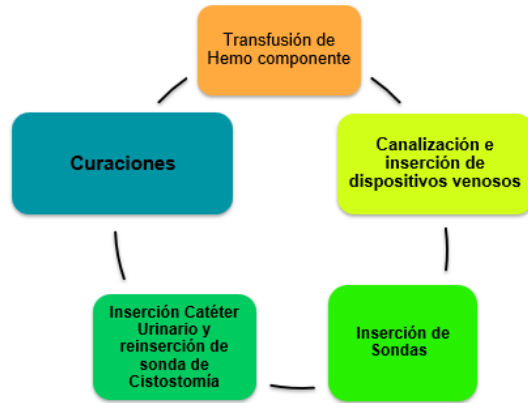 Transfusión de
Hemo componente
Canalización e
inserción de
dispositivos venosos
Curaciones
Inserción de
Sondas
Inserción Catéter
Urinario y
reinserción de
sonda de
Cistostomía